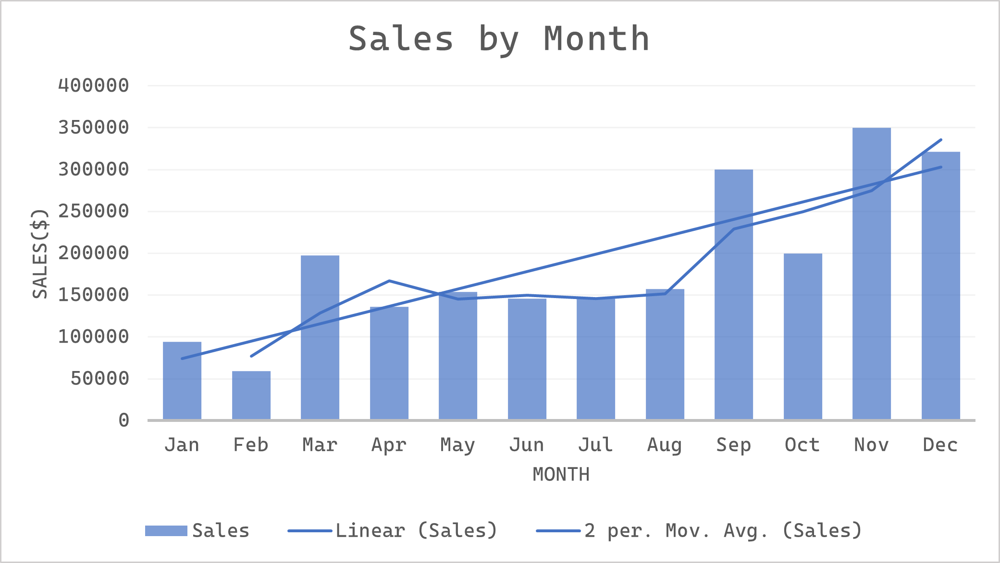 Sales by Month
400000
350000
300000
250000
200000
150000
100000
50000
0
SALES($)
Jan Feb Mar Apr May Jun Jul Aug Sep Oct Nov Dec
MONTH
Sales Linear (Sales) 2 per. Mov. Avg. (Sales)